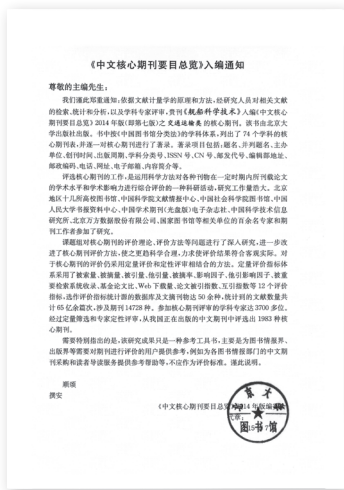 《中文核心期刊要目总览》入编通知
尊敬的主编先生：
我们谨此郑重通知：依据文献计量学的原理和方法，经研究人员对相关文献
的检索、统计和分析，以及学科专家评审，贵刊《舰船科学技术》入编《中文核心
期刊要目总览》2014年版（即第七版）之交通运输类的核心期刊。该书由北京大
学出版社出版。书中按《中国图书馆分类法》的学科体系，列出了74个学科的核
心期刊表，并逐一对核心期刊进行了著录。著录项目包括：题名、并列题名、主办
单位、创刊时间、出版周期、学科分类号、ISSN号、CN号、邮发代号、编辑部地址、
邮政编码、电话、网址、电子邮箱、内容简介等。
评选核心期刊的工作，是运用科学方法对各种刊物在一定时期内所刊载论文
的学术水平和学术影响力进行综合评价的一种科研活动，研究工作量浩大。北京
地区十几所高校图书馆、中国科学院文献情报中心、中国社会科学院图书馆、中国
人民大学书报资料中心、中国学术期刊（光盘版）电子杂志社、中国科学技术信息
研究所、北京万方数据股份有限公司、国家图书馆等相关单位的百余名专家和期刊
工作者参加了研究。
课题组对核心期刊的评价理论、评价方法等问题进行了深入研究，进一步改
进了核心期刊评价方法，使之更趋科学合理，力求使评价结果符合客观实际。对
于核心期刊的评价仍采用定量评价和定性评审相结合的方法。定量评价指标体
系采用了被索量、被摘量、被引量、他引量、被摘率、影响因子、他引影响因子、被重
要检索系统收录、基金论文比、Web下载量、论文被引指数、互引指数等12个评价
指标，选作评价指标统计源的数据库及文摘刊物达50余种，统计到的文献数量共
计65亿余篇次，涉及期刊14728种。参加核心期刊评审的学科专家达3700多位。
经过定量筛选和专家定性评审，从我国正在出版的中文期刊中评选出1983种核
心期刊。
需要特别指出的是，该研究成果只是一种参考工具书，主要是为图书情报界、
出版界等需要对期刊进行评价的用户提供参考，例如为各图书情报部门的中文期
刊采购和读者导读服务提供参考帮助等，不应作为评价标准。谨此说明。
顺颂
撰安
《中文核心期刊要目总览》2014年版编
图书馆